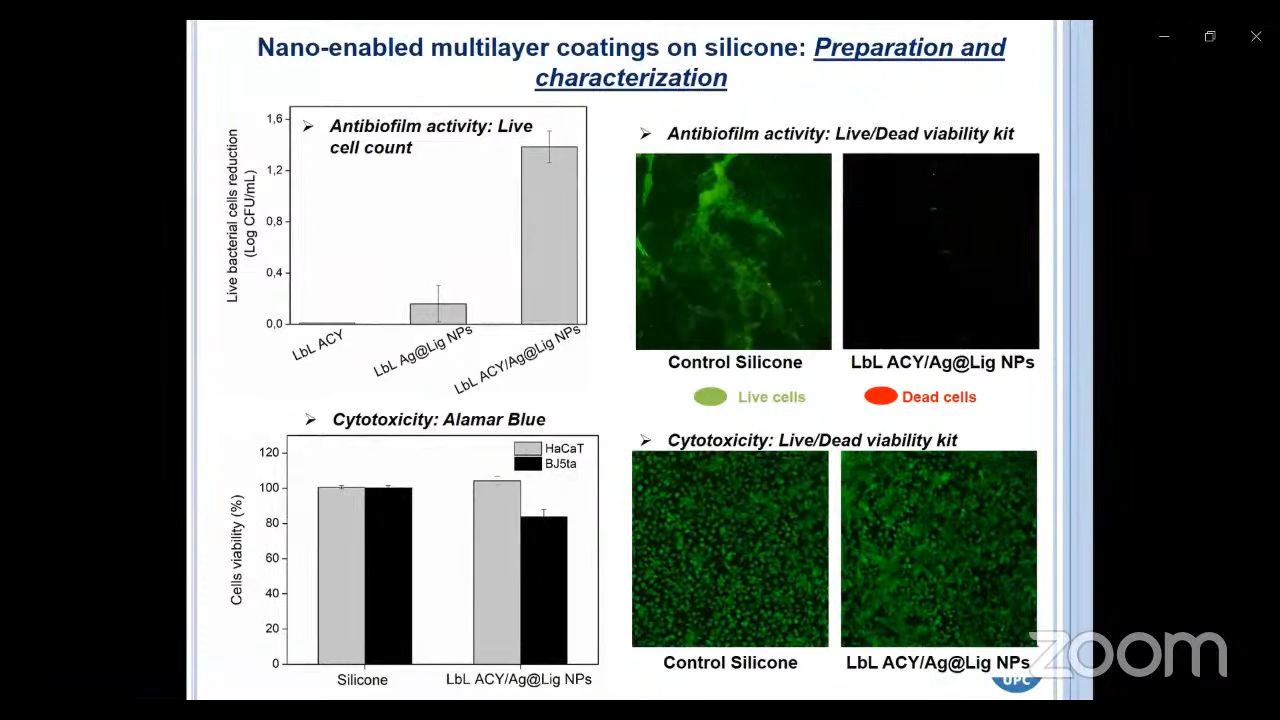 Nano-enabled multilayer coatings on silicone: Preparation and
characterization
Antibiofilm activity: Live
cell count
Live bacterial cells reduction
(Log CFU/mL)
1,6
1,2
0,8
0,4
0,0
LbL ACY
LbL Ag@Lig NPs
LbL ACY/Ag@Lig NPs
Antibiofilm activity: Live/Dead viability kit
Control Silicone
LbL ACY/Ag@Lig NPs
Live cells
Dead cells
Cytotoxicity: Alamar Blue
Cells viability (%)
120
100
80
60
40
20
0
HaCaT
BJ5ta
Silicone
LbL ACY/Ag@Lig NPs
Cytotoxicity: Live/Dead viability kit
Control Silicone
LbL ACY/Ag@Lig NPs
UPC
zoom